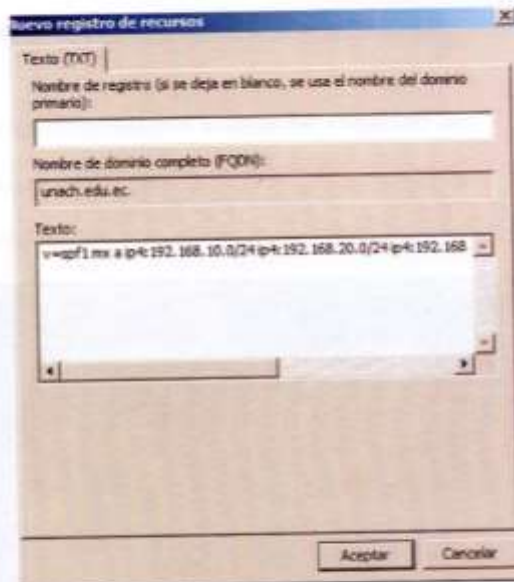 Nuevo registro de recursos
Texto (TXT)
Nombre de registro (si se deja en blanco, se use el nombre del dominio
primario):
Nombre de dominio completo (FQDN):
unach.edu.ec.
Texto:
v=spf1 mx a ip4:192.168.10.0/24 ip4:192.168.20.0/24 ip4:192.168
Aceptar
Cancelar